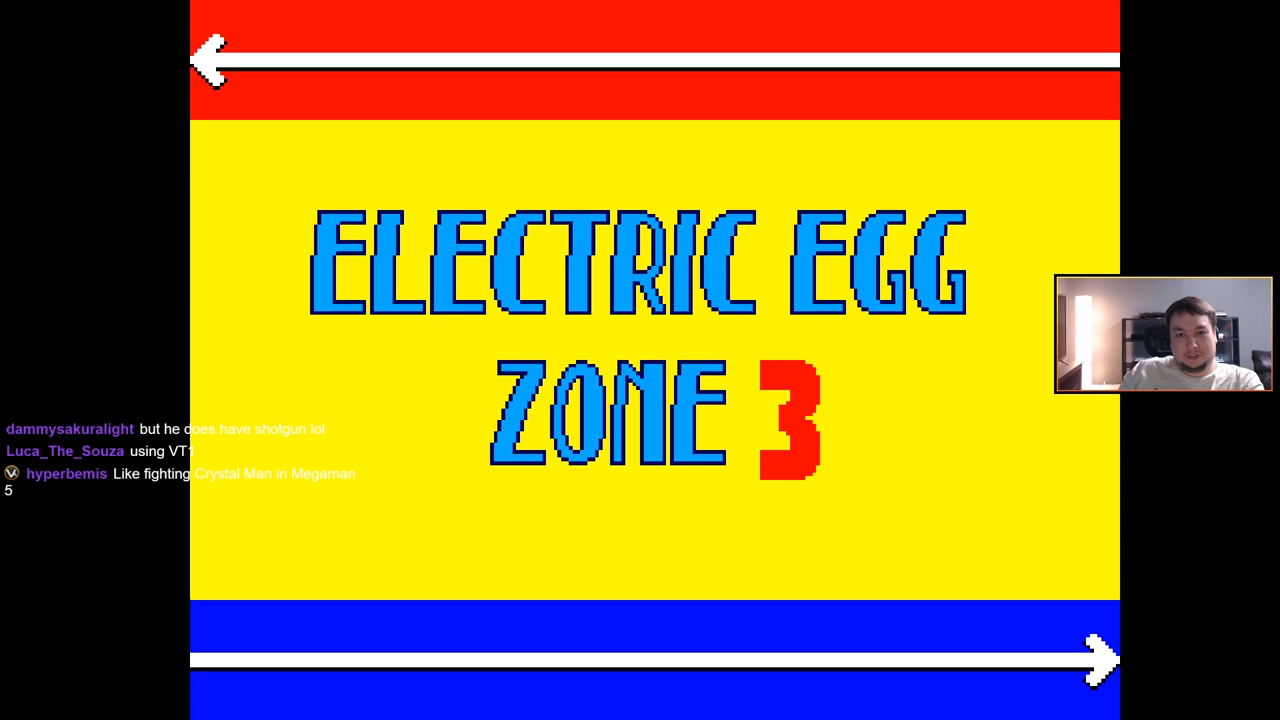 ELECTRIC EGG
ZONE 3
dammysakuralight but he does have shotgun lol
Luca_The_Souza using VT1
hyperbemis Like fighting Crystal Man in Megaman
5